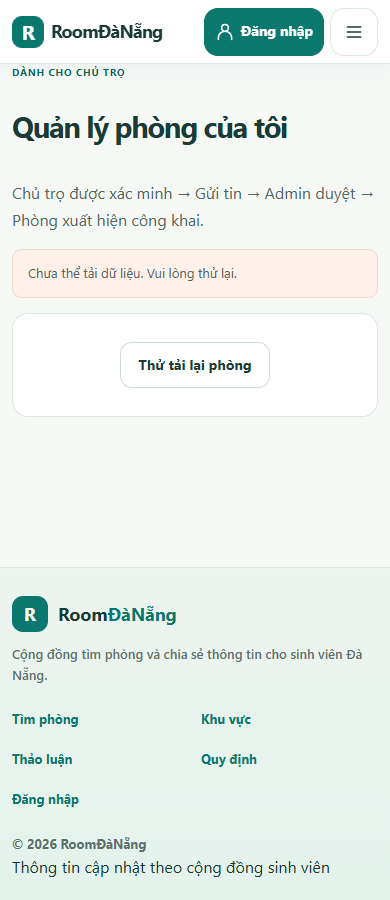 R RoomĐàNẵng Đăng nhập
DÀNH CHO CHỦ TRỌ
Quản lý phòng của tôi
Chủ trọ được xác minh → Gửi tin → Admin duyệt →
Phòng xuất hiện công khai.
Chưa thể tải dữ liệu. Vui lòng thử lại.
Thử tải lại phòng
R RoomĐàNẵng
Cộng đồng tìm phòng và chia sẻ thông tin cho sinh viên Đà
Nẵng.
Tìm phòng Khu vực
Thảo luận Quy định
Đăng nhập
© 2026 RoomĐàNẵng
Thông tin cập nhật theo cộng đồng sinh viên